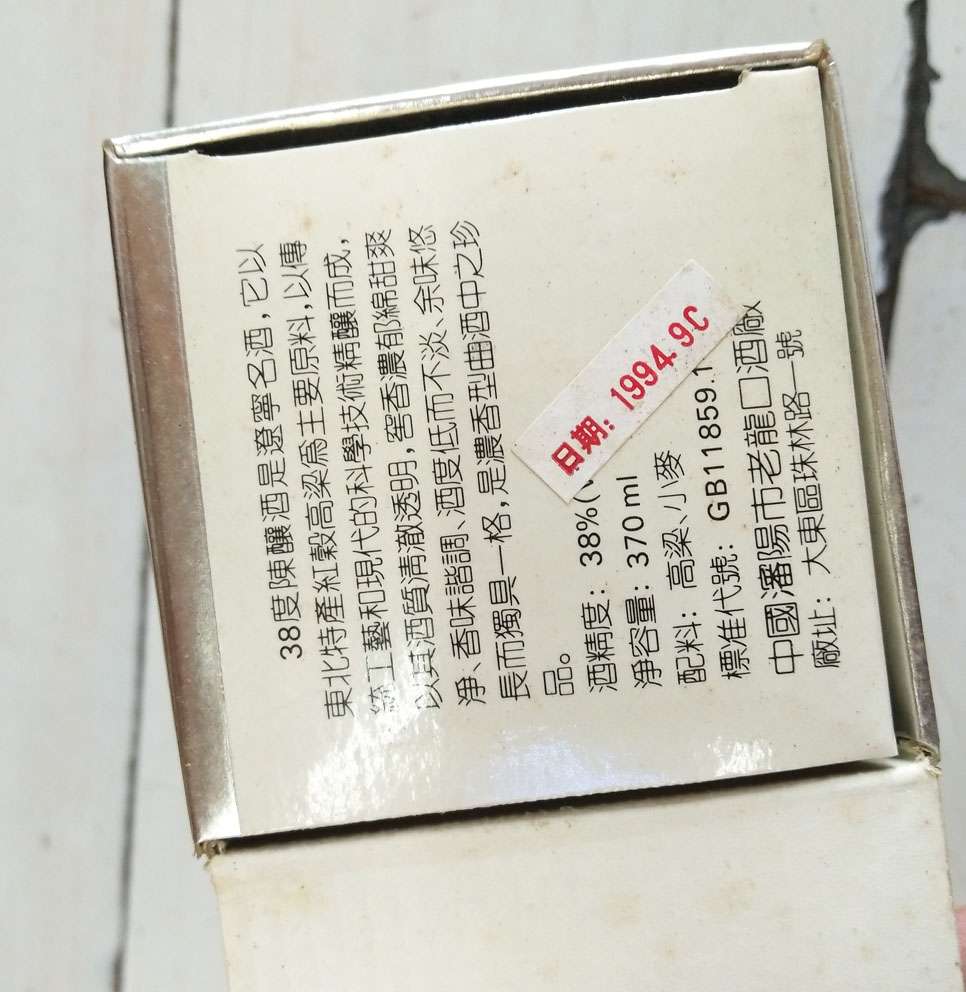 38度陳釀酒是遼寧名酒，它以
東北特產紅穀高粱為主要原料，以傳
統工藝和現代的科學技術精釀而成，
以其酒質清澈透明，窖香濃郁綿甜爽
淨、香味諧調、酒度低而不淡、余味悠
長而獨具一格，是濃香型曲酒中之珍
品。
酒精度：38%(
淨容量：370ml
配料：高粱、小麥
標准代號：GB11859.1
中國瀋陽市老龍口酒廠
廠址：大東區珠林路一號
日期：1994.9C